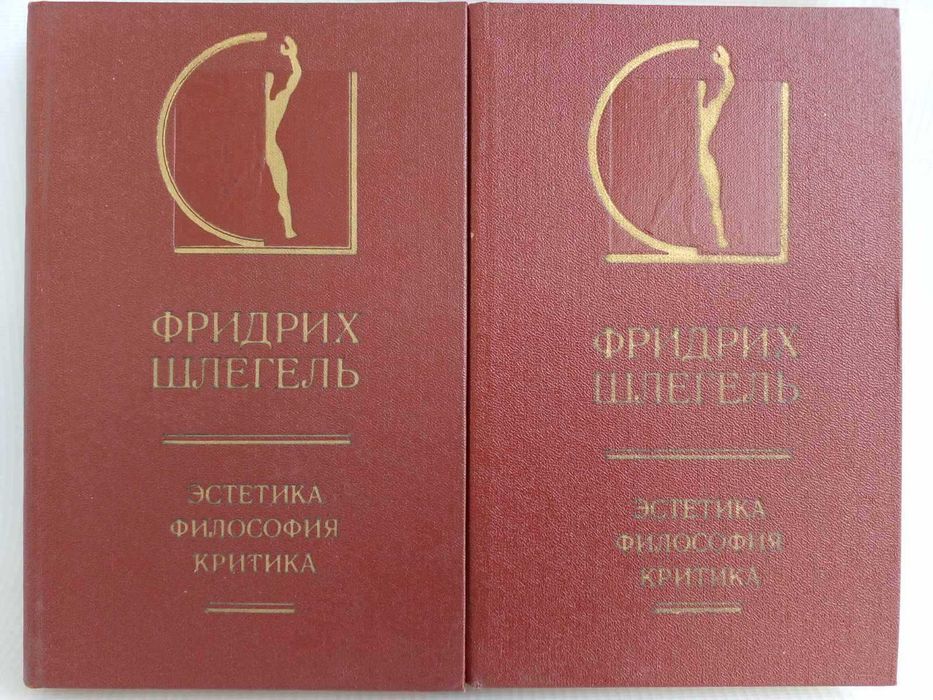 ФРИДРИХ
ШЛЕГЕЛЬ
ЭСТЕТИКА
ФИЛОСОФИЯ
КРИТИКА
ФРИДРИХ
ШЛЕГЕЛЬ
ЭСТЕТИКА
ФИЛОСОФИЯ
КРИТИКА